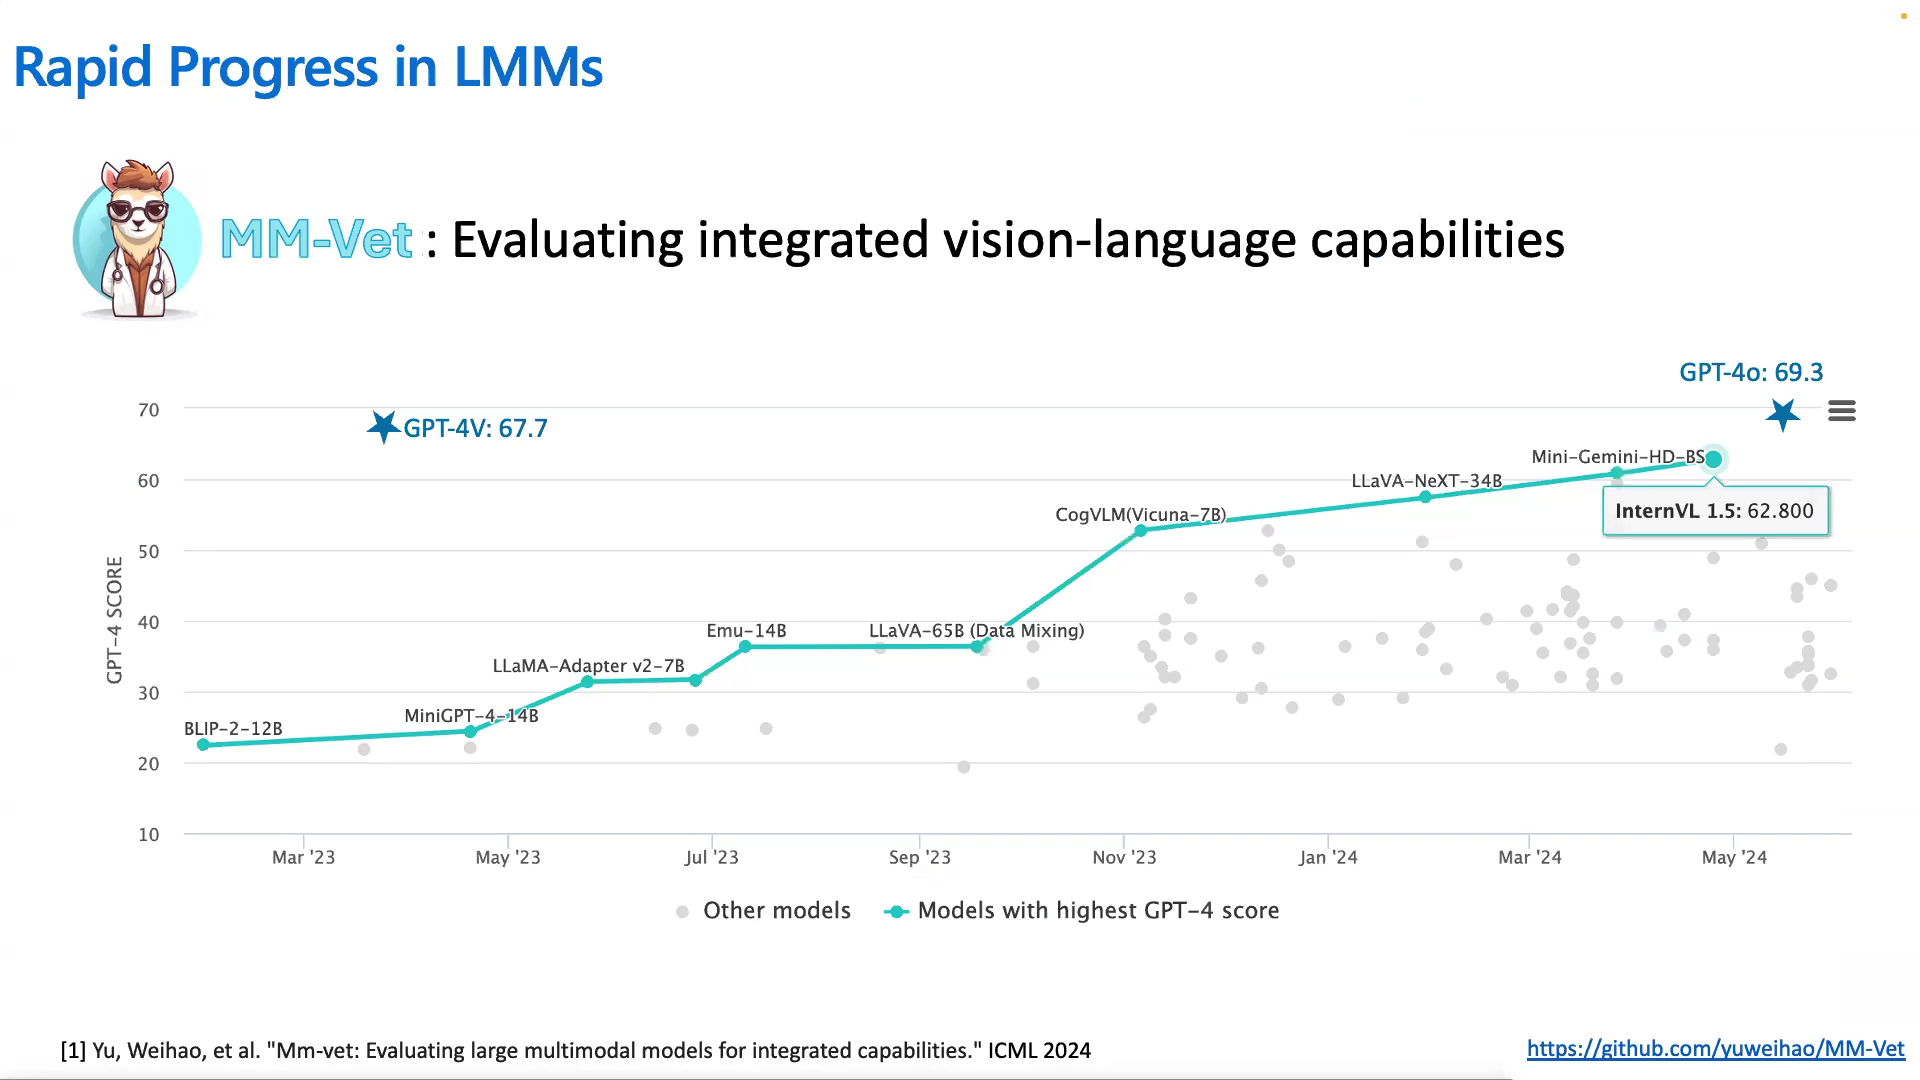 Rapid Progress in LMMs
MM-Vet : Evaluating integrated vision-language capabilities
GPT-4o: 69.3
GPT-4V: 67.7
70
60
50
40
30
20
10
GPT-4 SCORE
Mini-Gemini-HD-BS
LLaVA-NeXT-34B
InternVL 1.5: 62.800
CogVLM(Vicuna-7B)
Emu-14B
LLaVA-65B (Data Mixing)
LLaMA-Adapter v2-7B
MiniGPT-4-14B
BLIP-2-12B
Mar '23
May '23
Jul '23
Sep '23
Nov '23
Jan '24
Mar '24
May '24
Other models
Models with highest GPT-4 score
[1] Yu, Weihao, et al. "Mm-vet: Evaluating large multimodal models for integrated capabilities." ICML 2024
https://github.com/yuweihao/MM-Vet